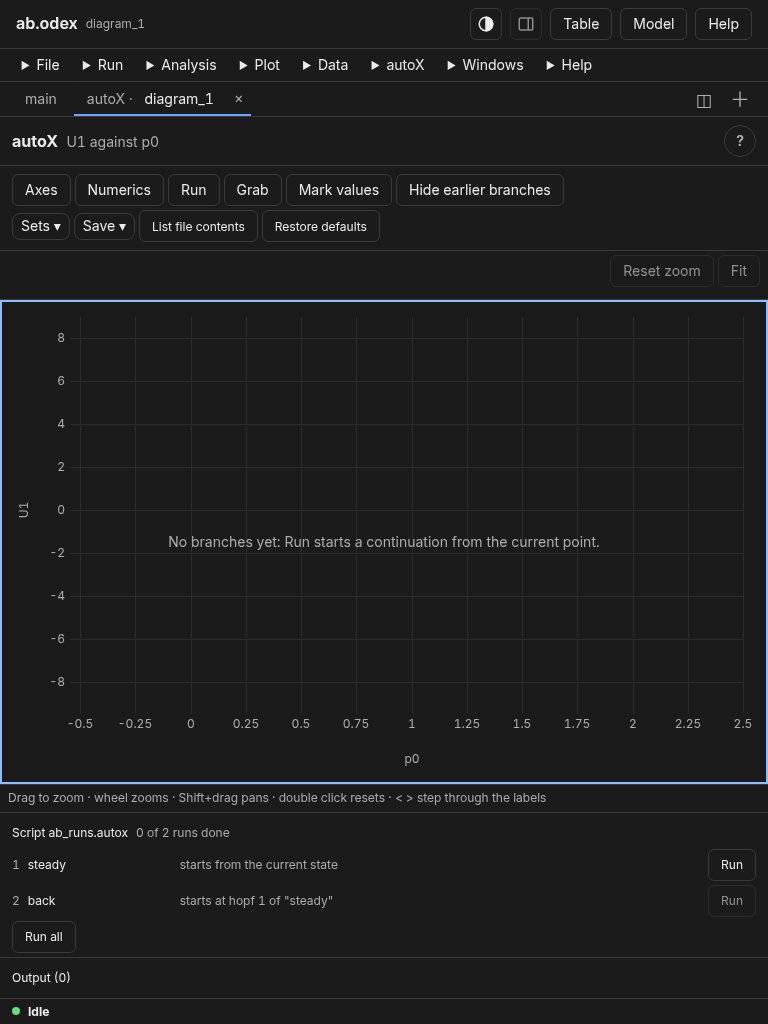 ab.odex diagram_1 Table Model Help
File Run Analysis Plot Data autoX Windows Help
main autoX · diagram_1 ×
autoX U1 against p0 ?
Axes Numerics Run Grab Mark values Hide earlier branches
Sets ▾ Save ▾ List file contents Restore defaults
Reset zoom Fit
8
6
4
2
0
-2
-4
-6
-8
U1
No branches yet: Run starts a continuation from the current point.
-0.5 -0.25 0 0.25 0.5 0.75 1 1.25 1.5 1.75 2 2.25 2.5
p0
Drag to zoom · wheel zooms · Shift+drag pans · double click resets · < > step through the labels
Script ab_runs.autox 0 of 2 runs done
1 steady starts from the current state Run
2 back starts at hopf 1 of "steady" Run
Run all
Output (0)
Idle